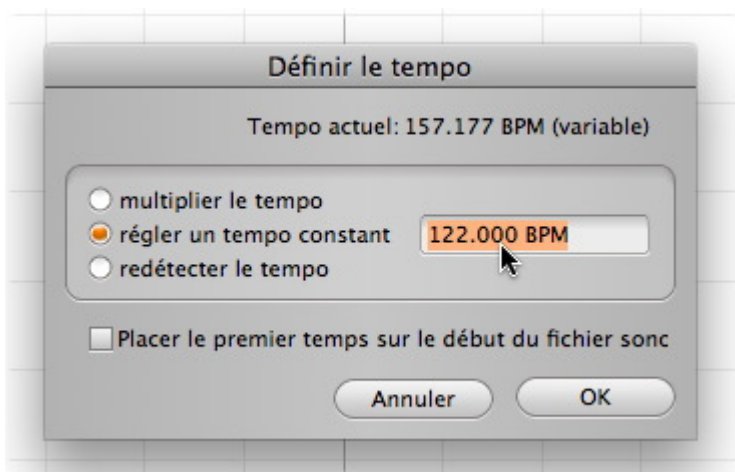 Définir le tempo
Tempo actuel: 157.177 BPM (variable)
multiplier le tempo
régler un tempo constant 122.000 BPM
redétecter le tempo
Placer le premier temps sur le début du fichier sonc
Annuler OK